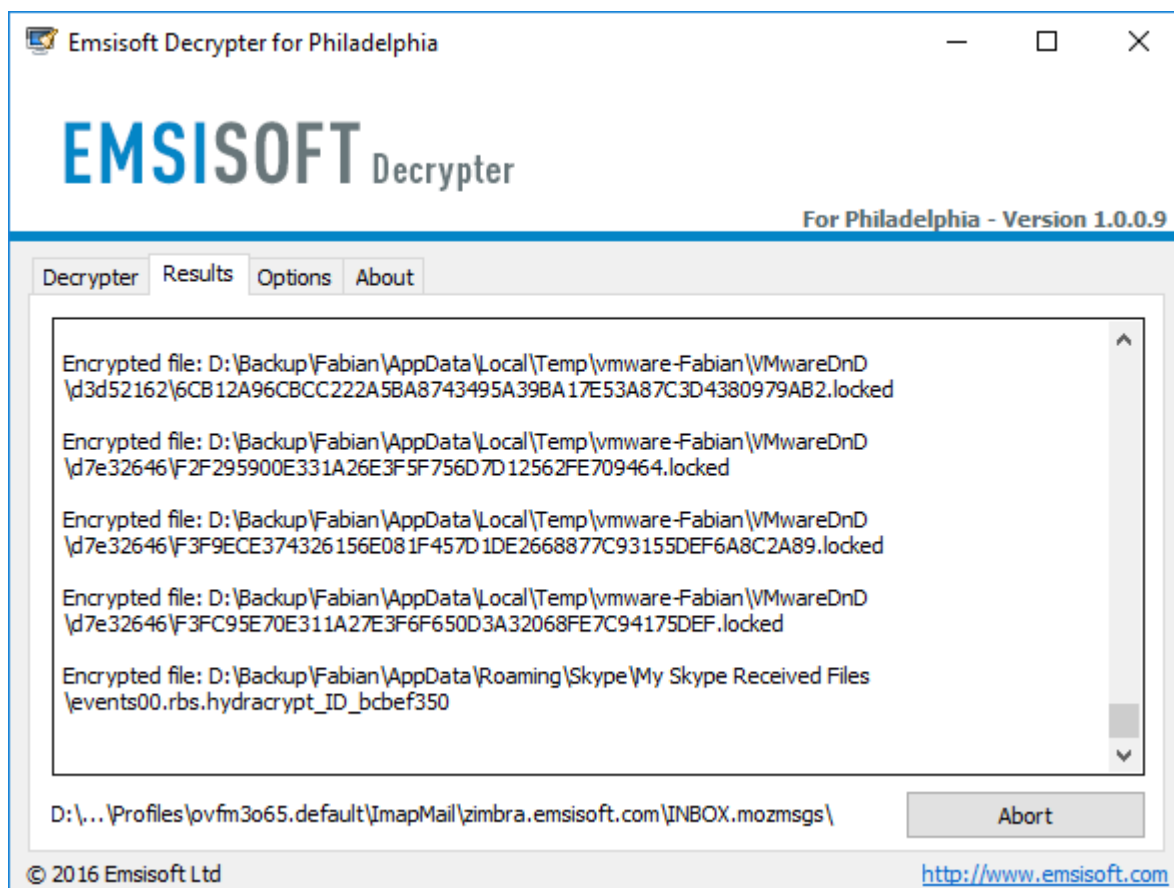 Emsisoft Decrypter for Philadelphia
EMSISOFT Decrypter
For Philadelphia - Version 1.0.0.9
Decrypter Results Options About
Encrypted file: D:\Backup\Fabian\AppData\Local\Temp\vmware-Fabian\VMwareDnD
\d3d52162\6CB12A96CBCC222A5BA8743495A39BA17E53A87C3D4380979AB2.locked
Encrypted file: D:\Backup\Fabian\AppData\Local\Temp\vmware-Fabian\VMwareDnD
\d7e32646\F2F295900E331A26E3F5F756D7D12562FE709464.locked
Encrypted file: D:\Backup\Fabian\AppData\Local\Temp\vmware-Fabian\VMwareDnD
\d7e32646\F3F9ECE374326156E081F457D1DE2668877C93155DEF6A8C2A89.locked
Encrypted file: D:\Backup\Fabian\AppData\Local\Temp\vmware-Fabian\VMwareDnD
\d7e32646\F3FC95E70E311A27E3F6F650D3A32068FE7C94175DEF.locked
Encrypted file: D:\Backup\Fabian\AppData\Roaming\Skype\My Skype Received Files
\events00.rbs.hydracrypt_ID_bcbef350
D:\...\Profiles\ovfm3o65.default\ImapMail\zimbra.emsisoft.com\INBOX.mozmsgs\
Abort
© 2016 Emsisoft Ltd
http://www.emsisoft.com